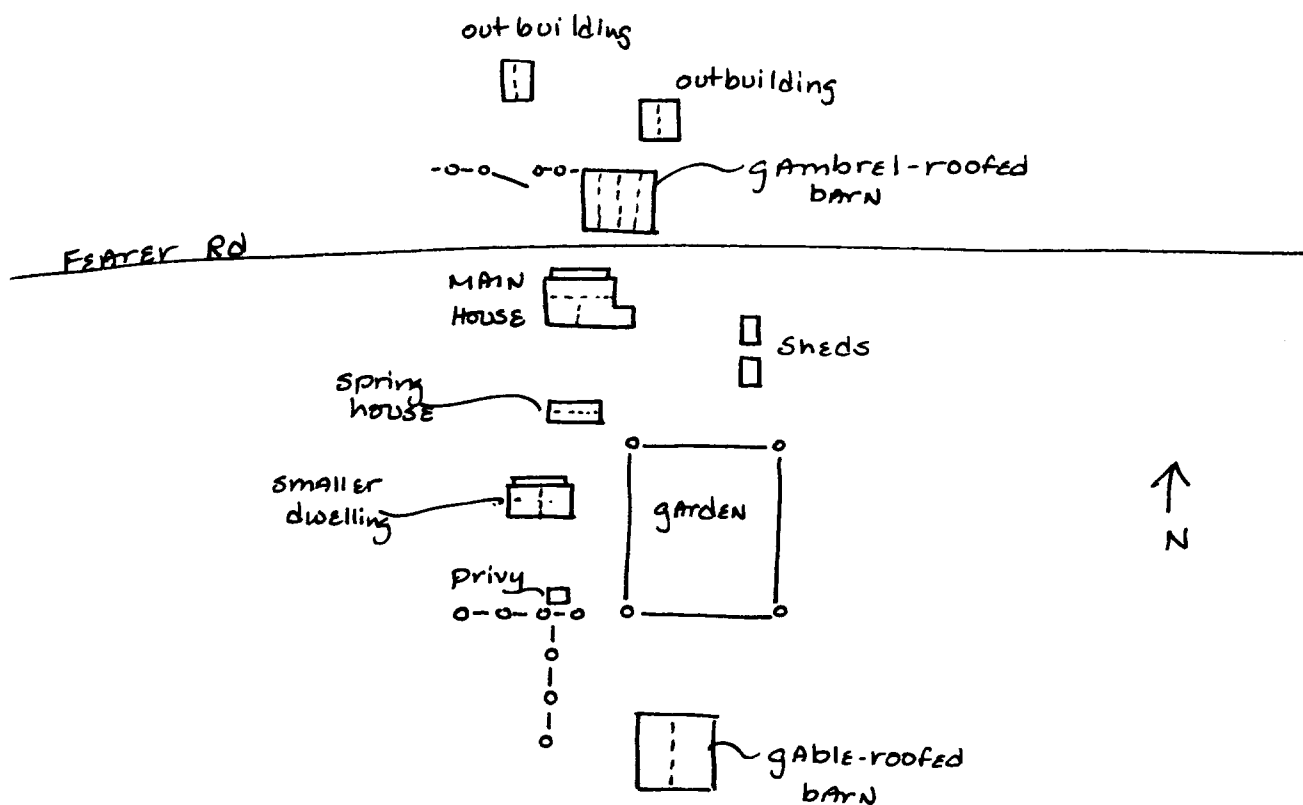 outbuilding
outbuilding
gambrel-roofed
barn
Fearer Rd
Main
House
Sheds
spring
house
smaller
dwelling
garden
N
Privy
gable-roofed
barn